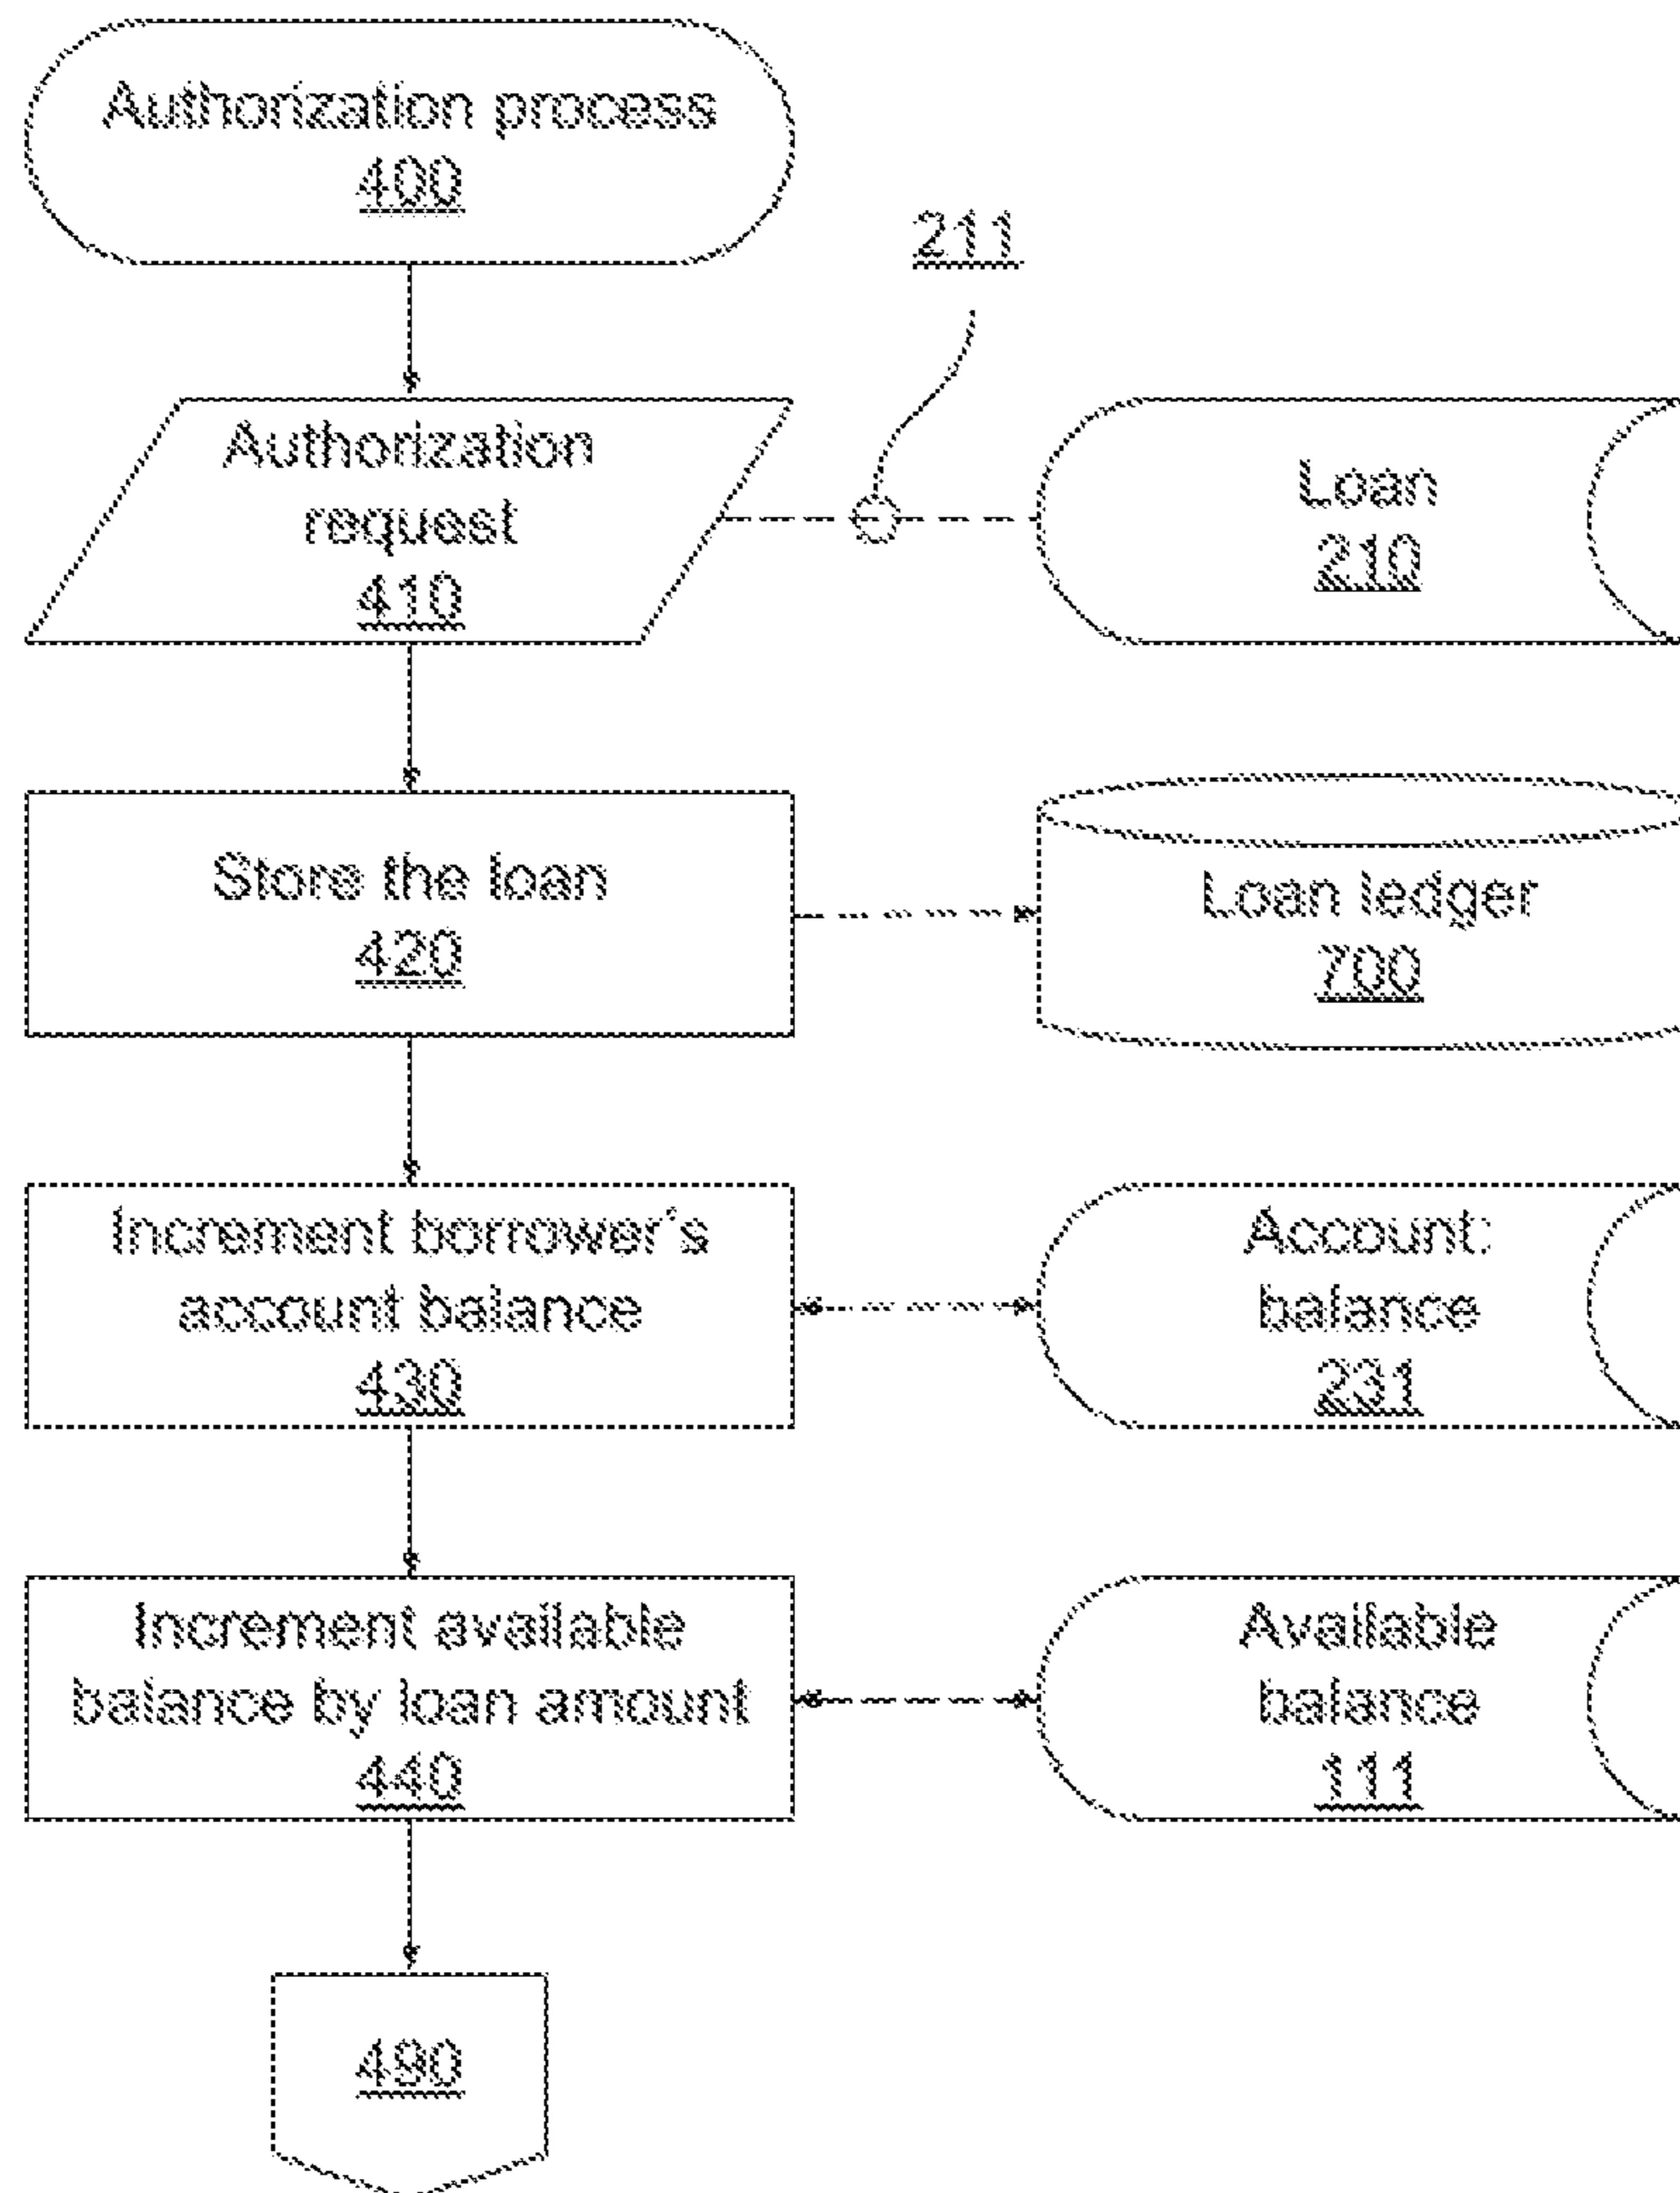 Authorization process
400
211
Authorization
request
410
Loan
210
Store the loan
420
Loan ledger
700
Increment borrower's
account balance
430
Account:
balance
231
Increment available
balance by loan amount
440
Available
balance
111
490